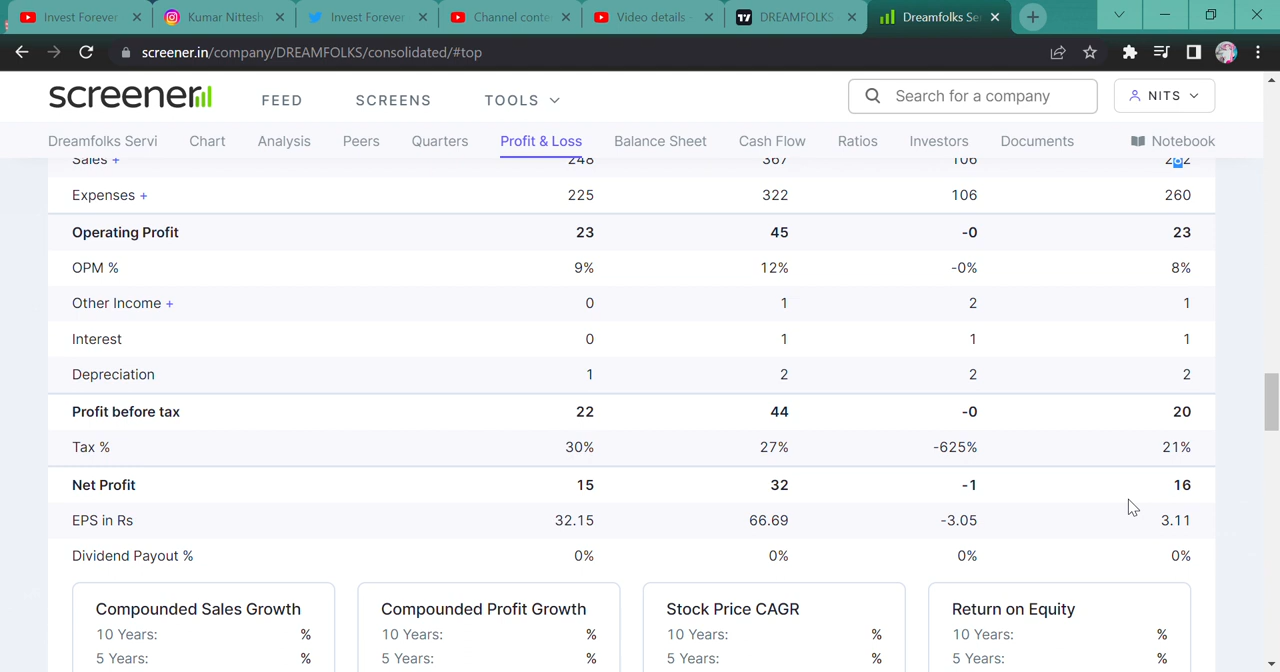 Invest Forever
Kumar Nittesh
Invest Forever
Channel conte
Video details -
DREAMFOLKS
Dreamfolks Se
screener.in/company/DREAMFOLKS/consolidated/#top
screener
FEED
SCREENS
TOOLS
Search for a company
NITS
Dreamfolks Servi
Chart
Analysis
Peers
Quarters
Profit & Loss
Balance Sheet
Cash Flow
Ratios
Investors
Documents
Notebook
Sales + 248 367 106 282
Expenses + 225 322 106 260
Operating Profit 23 45 -0 23
OPM % 9% 12% -0% 8%
Other Income + 0 1 2 1
Interest 0 1 1 1
Depreciation 1 2 2 2
Profit before tax 22 44 -0 20
Tax % 30% 27% -625% 21%
Net Profit 15 32 -1 16
EPS in Rs 32.15 66.69 -3.05 3.11
Dividend Payout % 0% 0% 0% 0%
Compounded Sales Growth
10 Years: %
5 Years: %
Compounded Profit Growth
10 Years: %
5 Years: %
Stock Price CAGR
10 Years: %
5 Years: %
Return on Equity
10 Years: %
5 Years: %